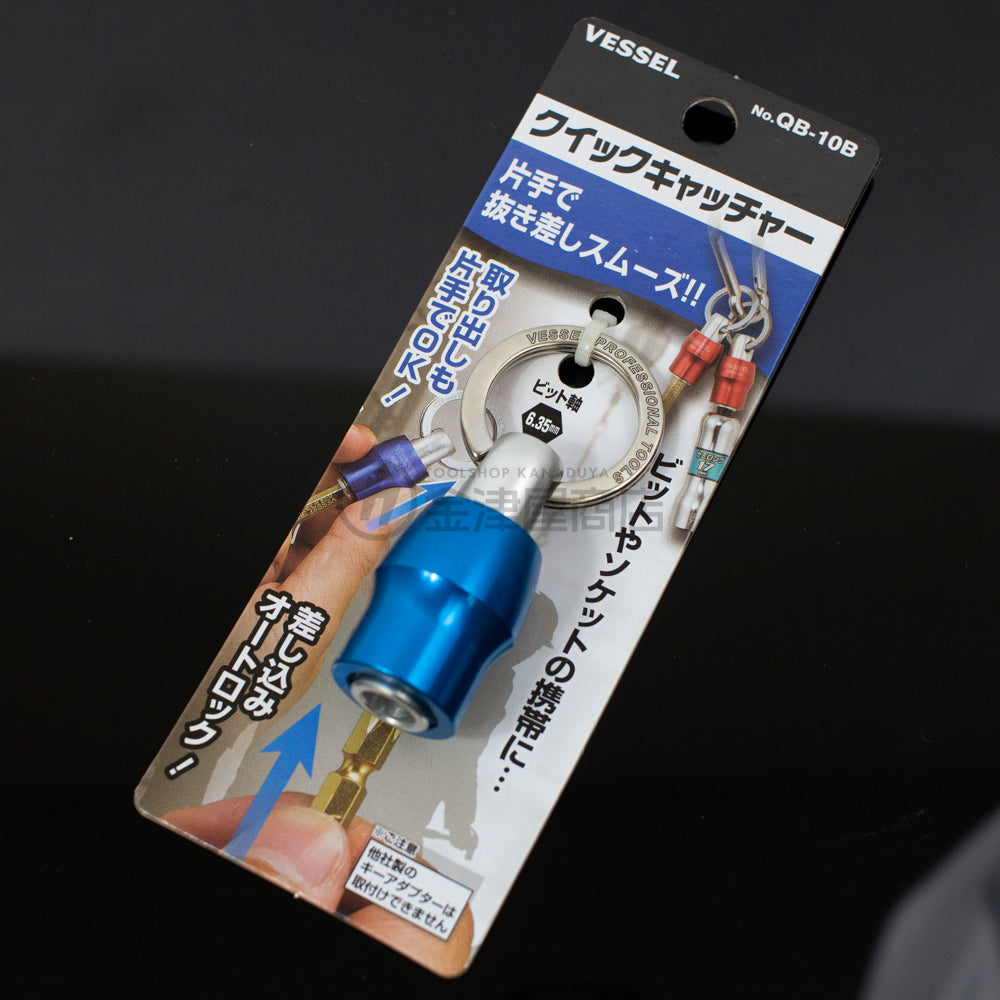 VESSEL
No.QB-10B
クイックキャッチャー
片手で
抜き差しスムーズ!!
取り出しも
片手でOK!
VESSEL PROFESSIONAL TOOLS
ビット軸
6.35mm
TOOLSHOP KANADUYA
金津屋商店
ビットやソケットの携帯に…
差し込み
オートロック!
※ご注意
他社製の
キーアダプターは
取付けできません